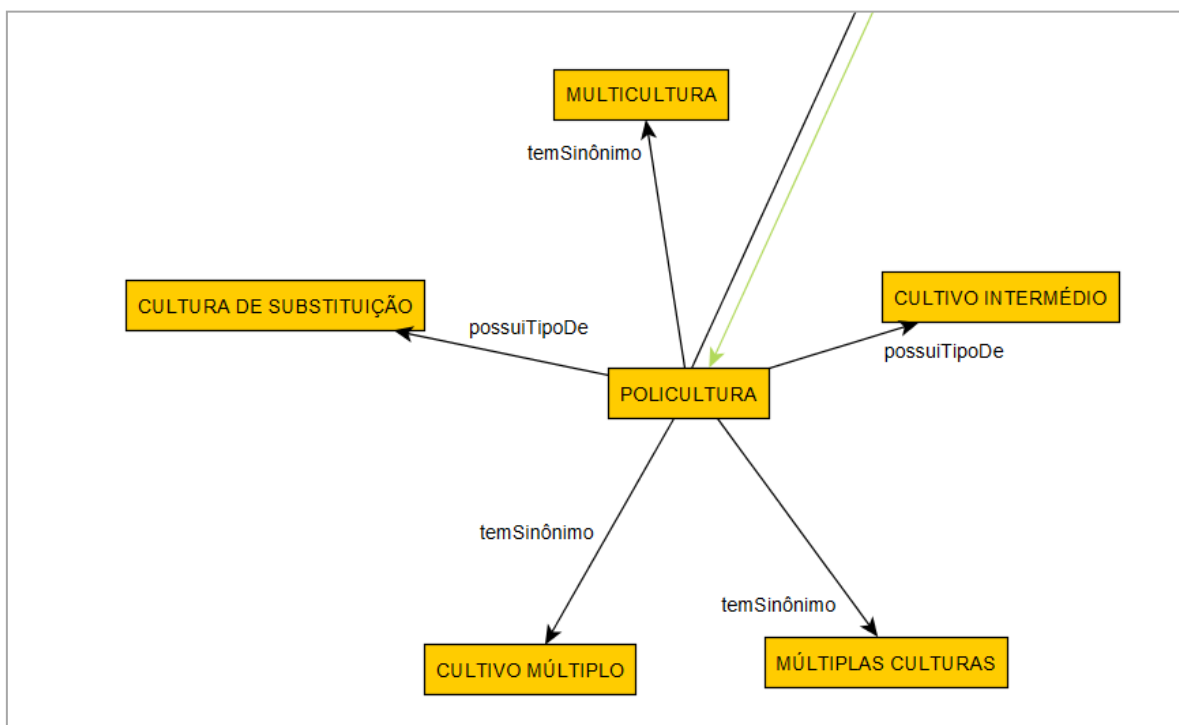 MULTICULTURA
temSinônimo
CULTURA DE SUBSTITUIÇÃO
possuiTipoDe
CULTIVO INTERMÉDIO
possuiTipoDe
POLICULTURA
temSinônimo
CULTIVO MÚLTIPLO
temSinônimo
MÚLTIPLAS CULTURAS